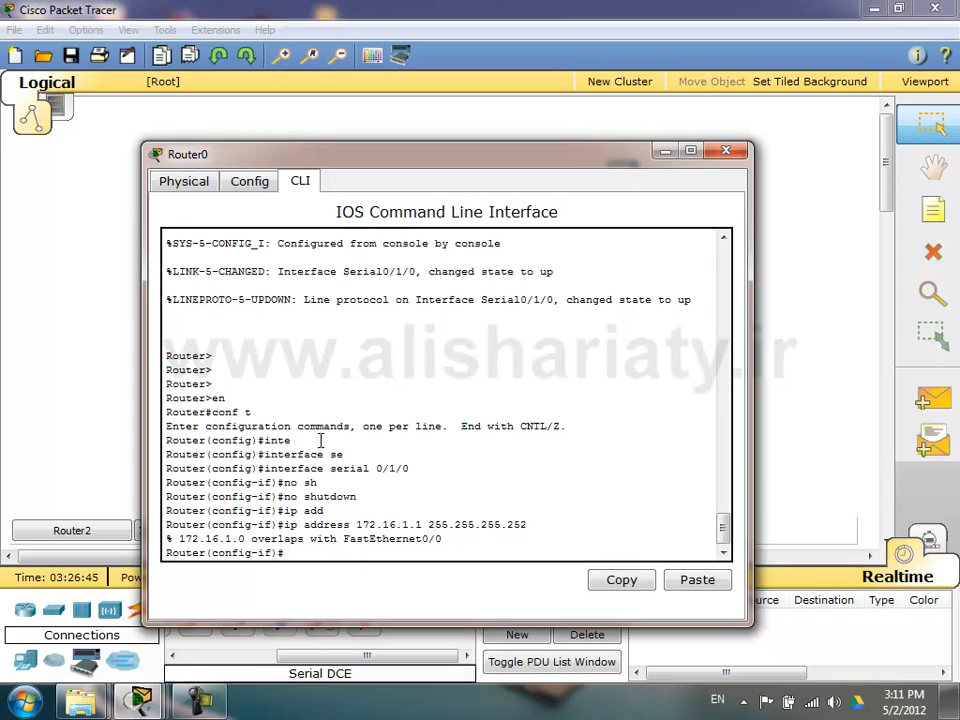 Cisco Packet Tracer
File Edit Options View Tools Extensions Help
Logical [Root] New Cluster Move Object Set Tiled Background Viewport
Router0
Physical Config CLI
IOS Command Line Interface
%SYS-5-CONFIG_I: Configured from console by console
%LINK-5-CHANGED: Interface Serial0/1/0, changed state to up
%LINEPROTO-5-UPDOWN: Line protocol on Interface Serial0/1/0, changed state to up
www.alishariaty.ir
Router>
Router>
Router>
Router>en
Router#conf t
Enter configuration commands, one per line. End with CNTL/Z.
Router(config)#inte
Router(config)#interface se
Router(config)#interface serial 0/1/0
Router(config-if)#no sh
Router(config-if)#no shutdown
Router(config-if)#ip add
Router(config-if)#ip address 172.16.1.1 255.255.255.252
% 172.16.1.0 overlaps with FastEthernet0/0
Router(config-if)#
Copy Paste
Router2
Time: 03:26:45 Realtime
Destination Type Color
Connections
New Delete
Toggle PDU List Window
Serial DCE
EN
3:11 PM
5/2/2012